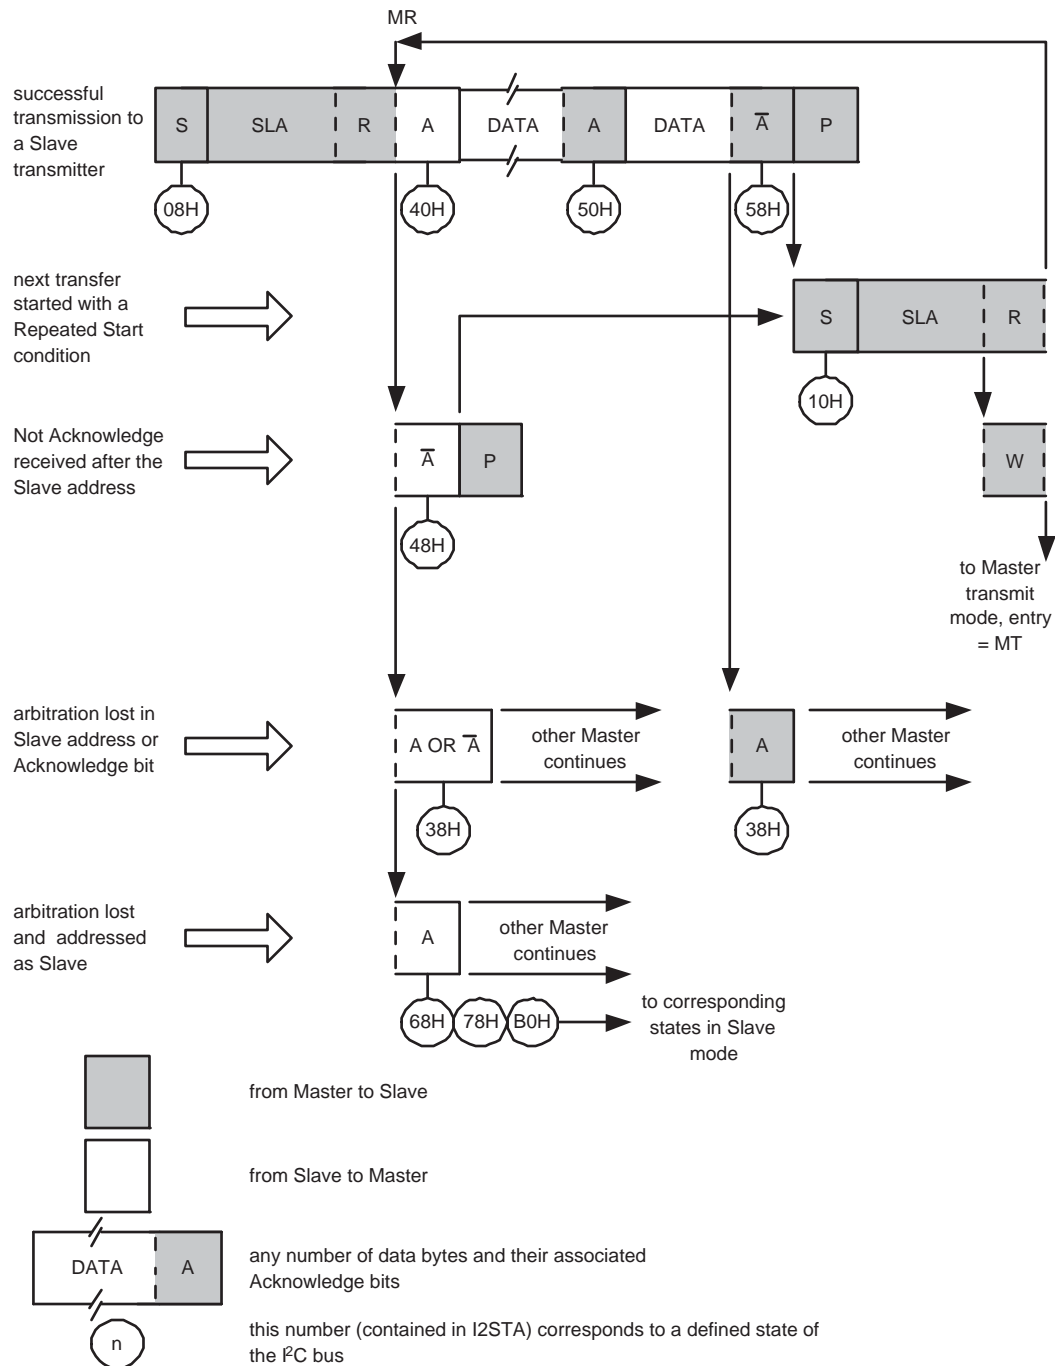 MR
successful
transmission to
a Slave
transmitter
S SLA R A DATA A DATA A̅ P
08H 40H 50H 58H
next transfer
started with a
Repeated Start
condition
S SLA R
10H
Not Acknowledge
received after the
Slave address
A̅ P
W
48H
to Master
transmit
mode, entry
= MT
arbitration lost in
Slave address or
Acknowledge bit
A OR A̅
other Master
continues
A
other Master
continues
38H 38H
arbitration lost
and addressed
as Slave
A
other Master
continues
68H 78H B0H
to corresponding
states in Slave
mode
from Master to Slave
from Slave to Master
DATA A
any number of data bytes and their associated
Acknowledge bits
n
this number (contained in I2STA) corresponds to a defined state of
the I²C bus